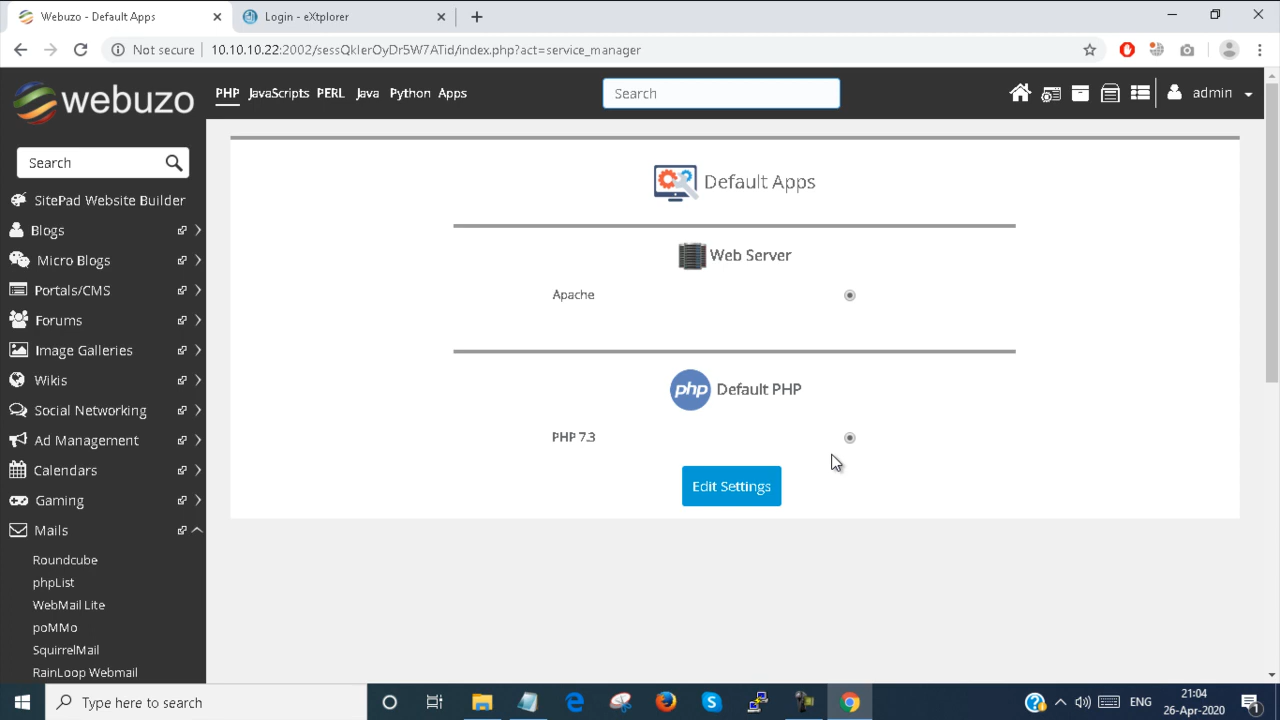 Webuzo - Default Apps
Login - eXtplorer
Not secure 10.10.10.22:2002/sessQkIerOyDr5W7ATid/index.php?act=service_manager
webuzo PHP JavaScripts PERL Java Python Apps Search admin
Search
SitePad Website Builder
Blogs
Micro Blogs
Portals/CMS
Forums
Image Galleries
Wikis
Social Networking
Ad Management
Calendars
Gaming
Mails
Roundcube
phpList
WebMail Lite
poMMo
SquirrelMail
RainLoop Webmail
Default Apps
Web Server
Apache
php Default PHP
PHP 7.3
Edit Settings
Type here to search
ENG
21:04
26-Apr-2020
1